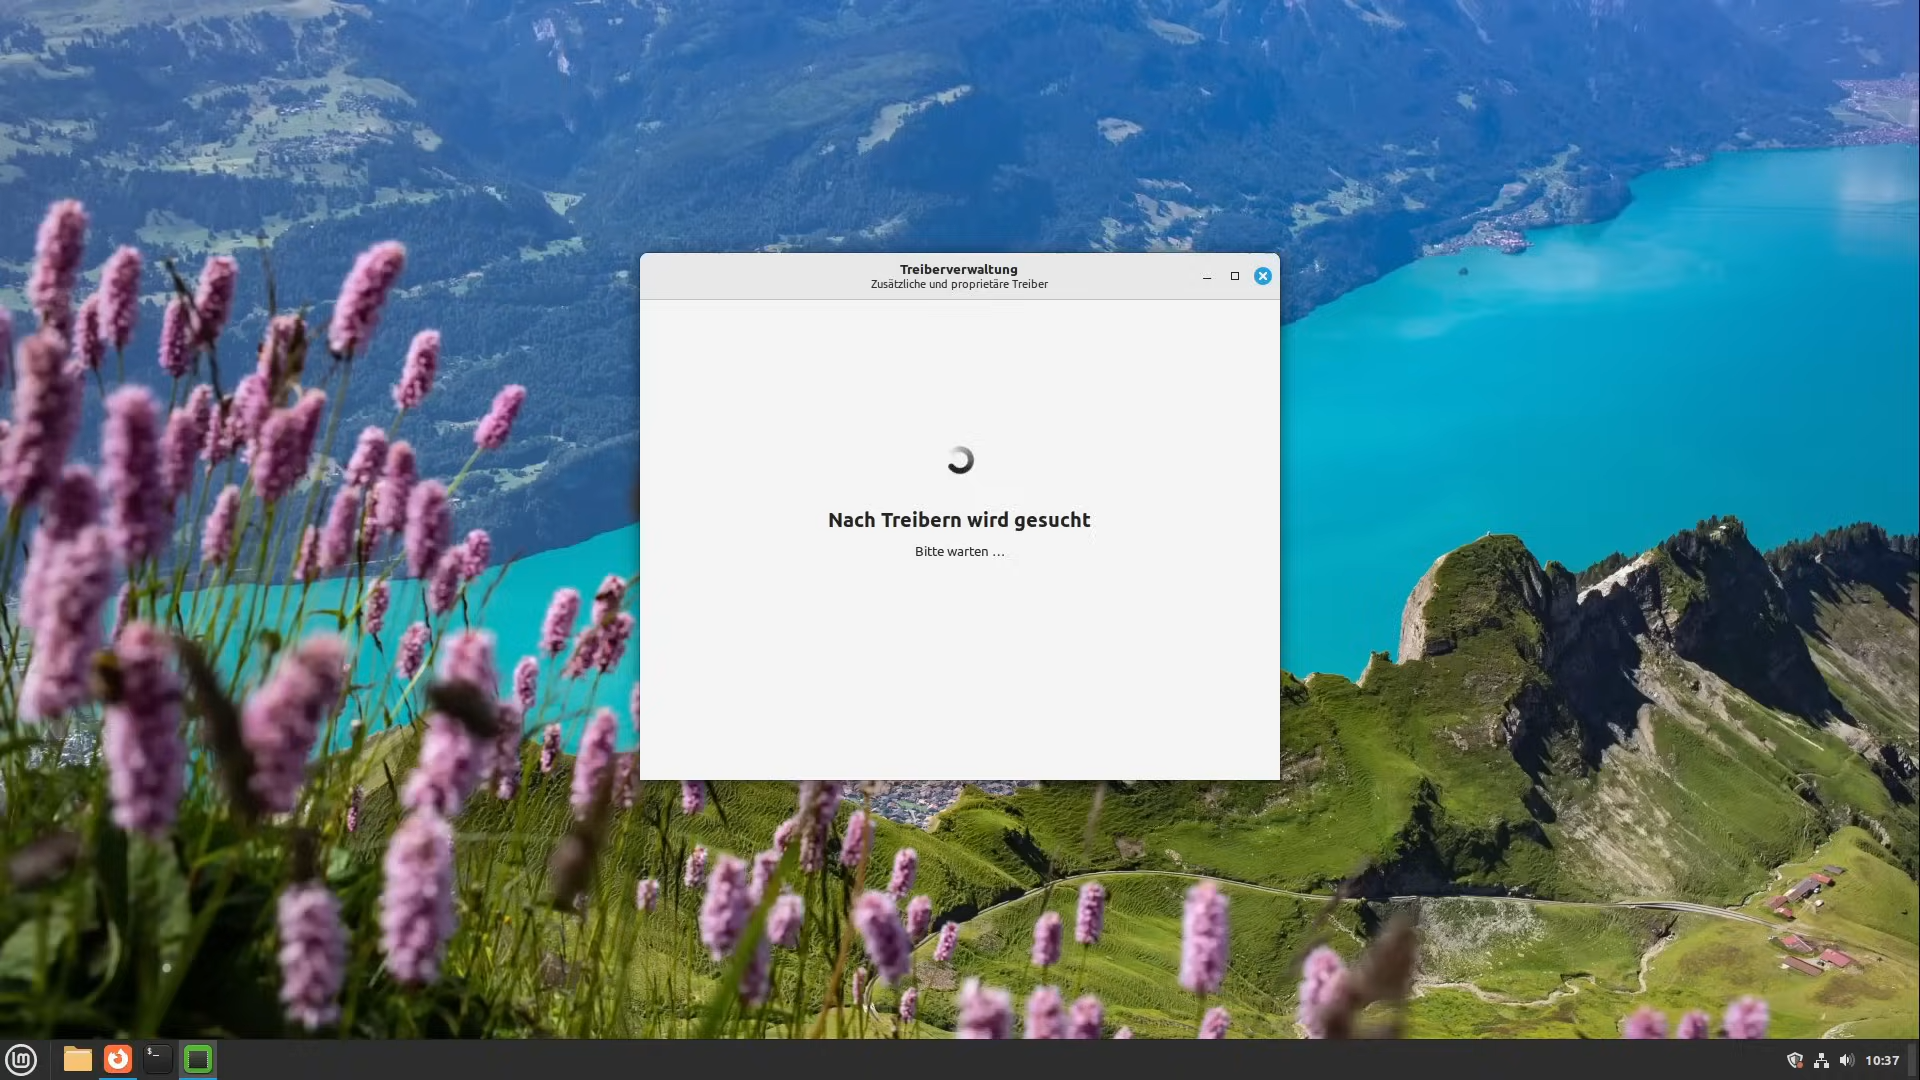 Treiberverwaltung
Zusätzliche und proprietäre Treiber
Nach Treibern wird gesucht
Bitte warten …
$_
10:37